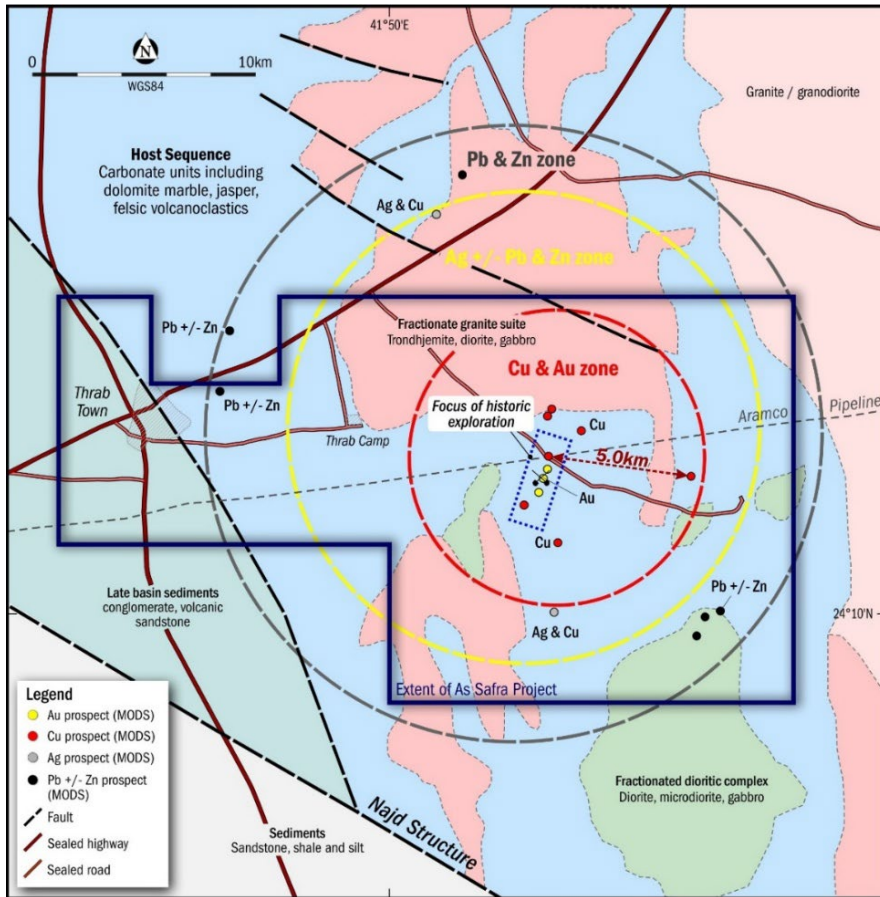 41°50'E
N
0
10km
WGS84
Granite / granodiorite
Host Sequence
Carbonate units including
dolomite marble, jasper,
felsic volcanoclastics
Pb & Zn zone
Ag & Cu
Ag +/- Pb & Zn zone
Pb +/- Zn
Fractionate granite suite
Trondhjemite, diorite, gabbro
Cu & Au zone
Thrab
Town
Pb +/- Zn
Focus of historic
exploration
Cu
Aramco
Pipeline
Thrab Camp
5.0km
Au
Cu
Late basin sediments
conglomerate, volcanic
sandstone
Pb +/- Zn
24°10'N
Ag & Cu
Extent of As Safra Project
Legend
Au prospect (MODS)
Cu prospect (MODS)
Ag prospect (MODS)
Pb +/- Zn prospect
(MODS)
Fault
Sealed highway
Sealed road
Najd Structure
Sediments
Sandstone, shale and silt
Fractionated dioritic complex
Diorite, microdiorite, gabbro